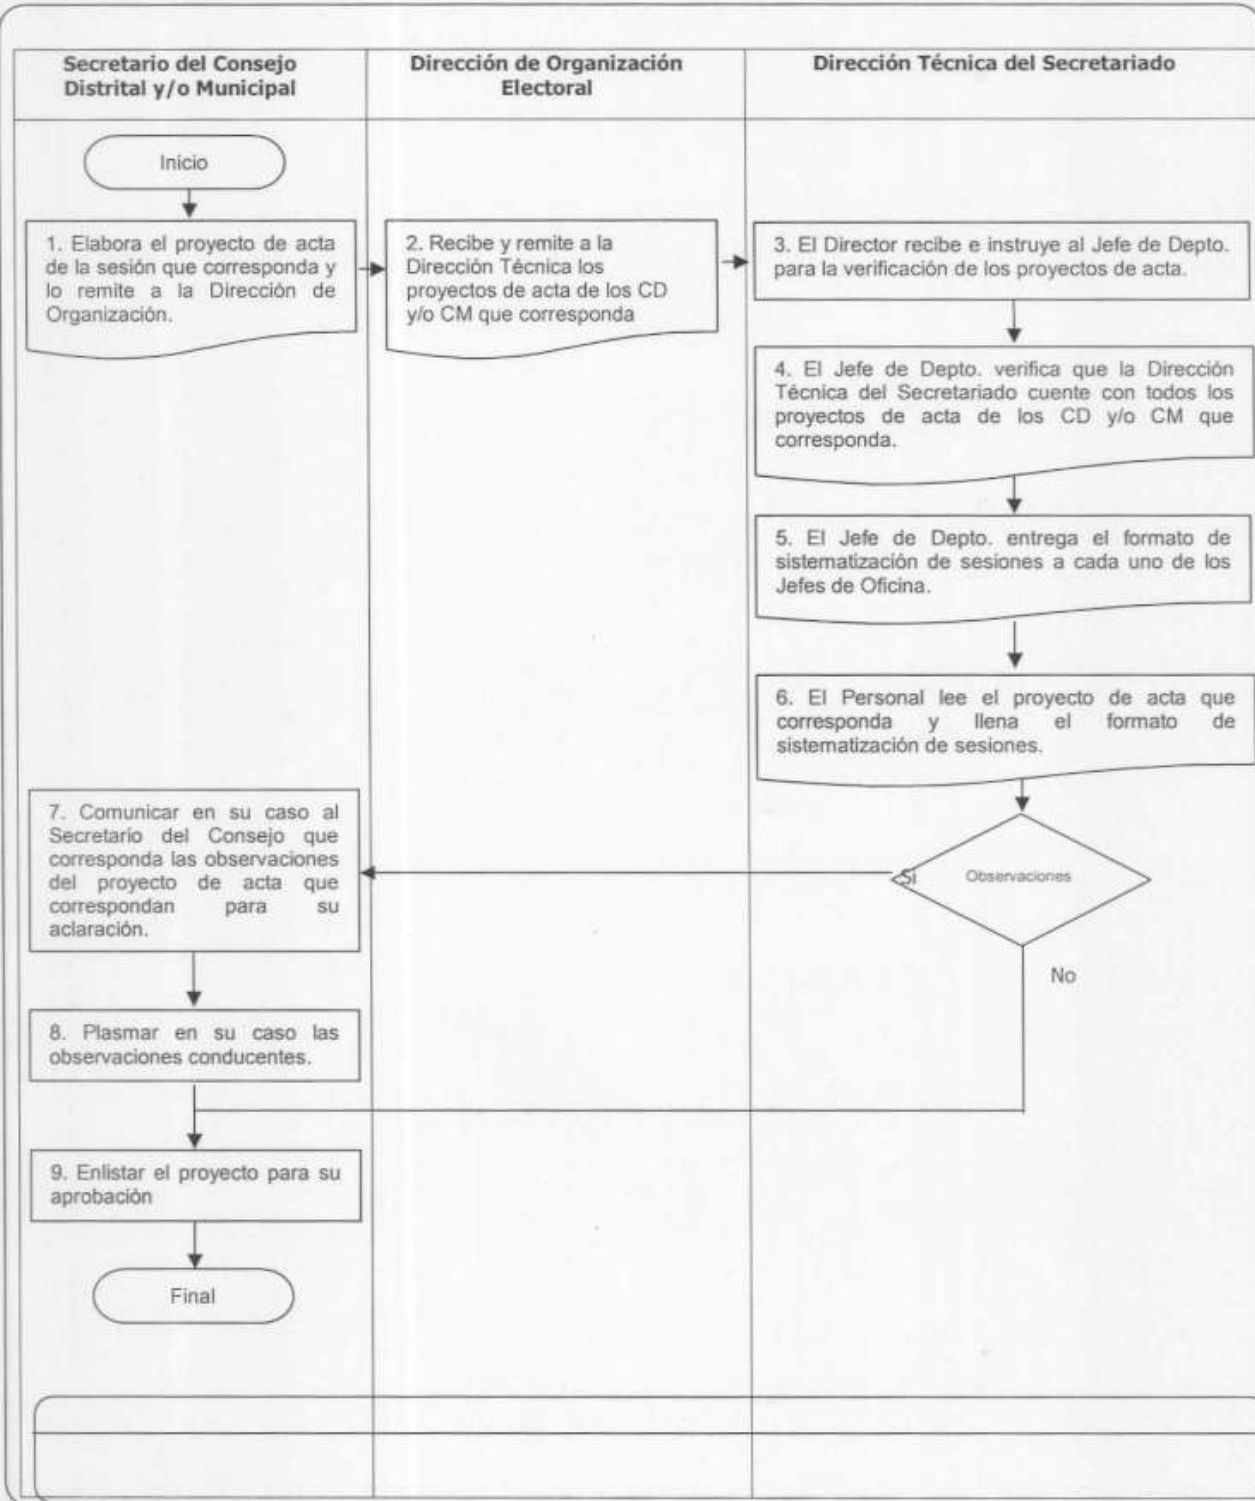 Secretario del Consejo
Distrital y/o Municipal
Dirección de Organización
Electoral
Dirección Técnica del Secretariado
Inicio
1. Elabora el proyecto de acta
de la sesión que corresponda y
lo remite a la Dirección de
Organización.
2. Recibe y remite a la
Dirección Técnica los
proyectos de acta de los CD
y/o CM que corresponda
3. El Director recibe e instruye al Jefe de Depto.
para la verificación de los proyectos de acta.
4. El Jefe de Depto. verifica que la Dirección
Técnica del Secretariado cuente con todos los
proyectos de acta de los CD y/o CM que
corresponda.
5. El Jefe de Depto. entrega el formato de
sistematización de sesiones a cada uno de los
Jefes de Oficina.
6. El Personal lee el proyecto de acta que
corresponda y llena el formato de
sistematización de sesiones.
7. Comunicar en su caso al
Secretario del Consejo que
corresponda las observaciones
del proyecto de acta que
correspondan para su
aclaración.
Si
Observaciones
No
8. Plasmar en su caso las
observaciones conducentes.
9. Enlistar el proyecto para su
aprobación
Final